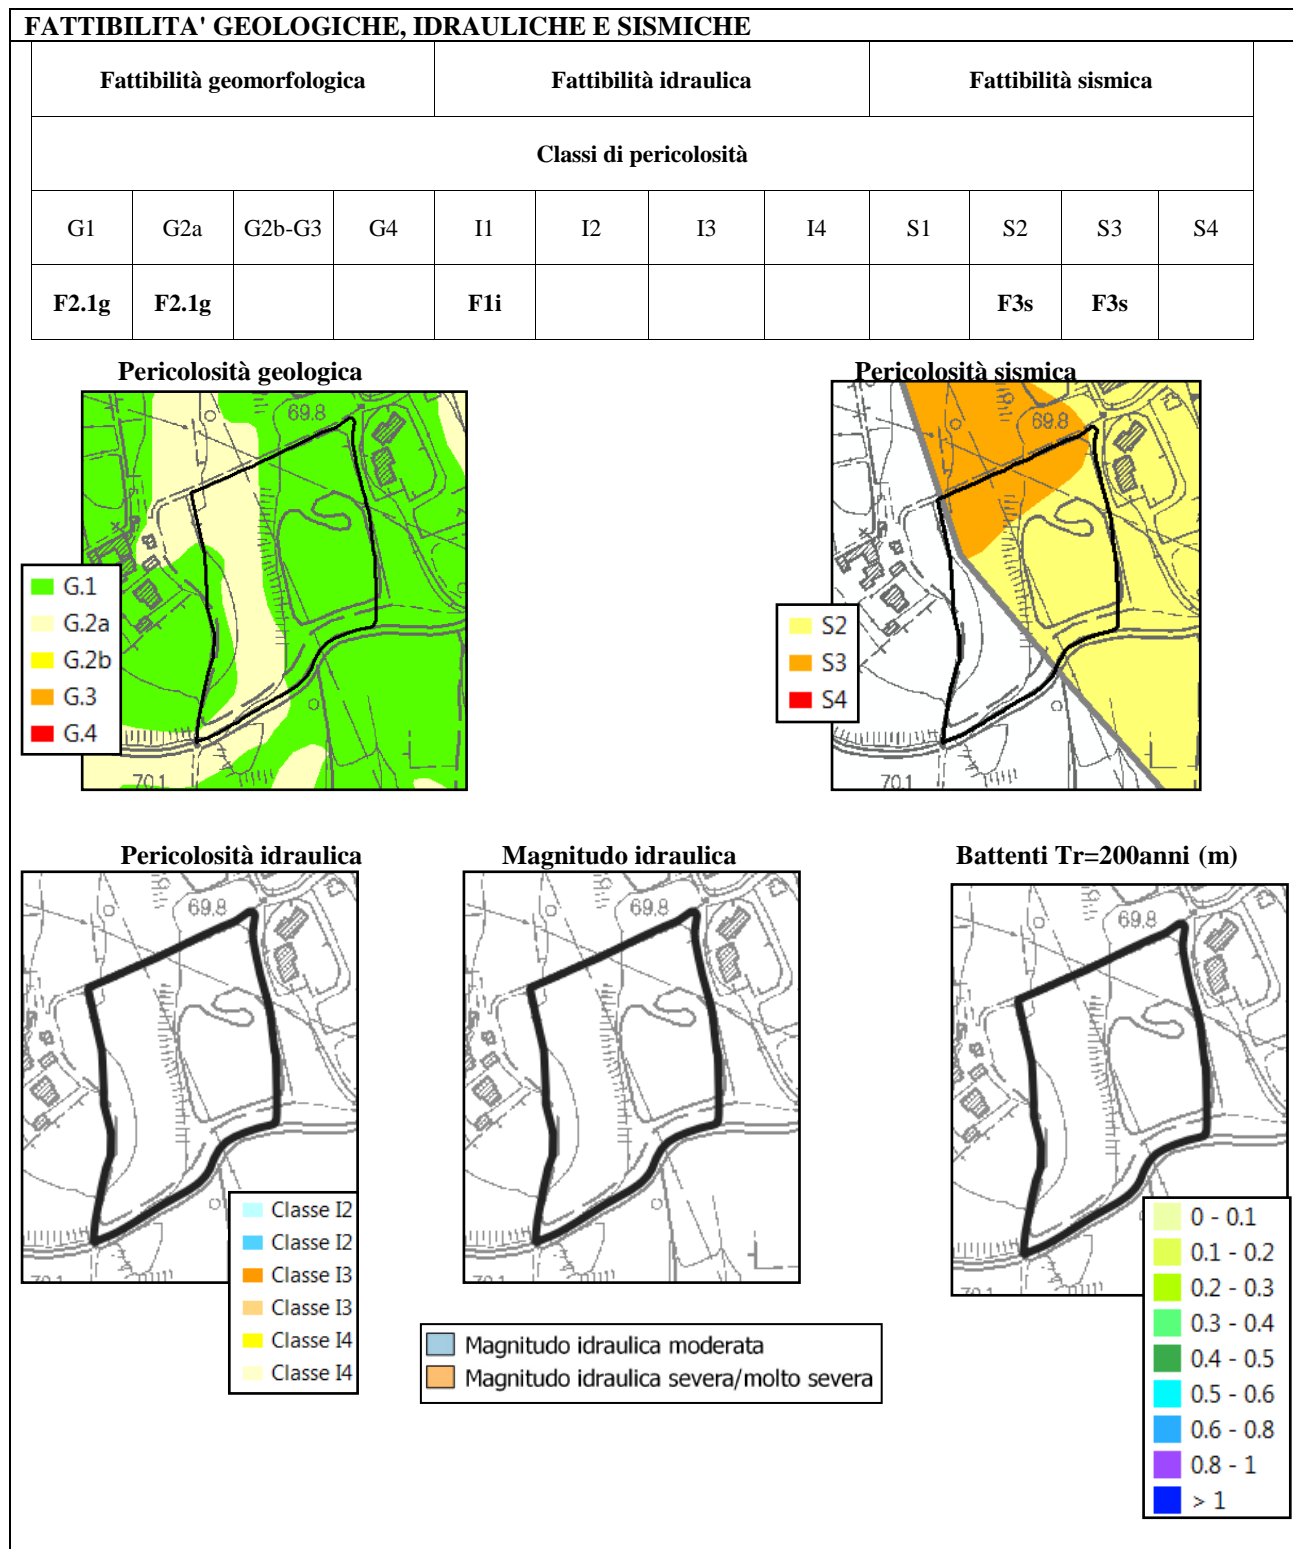 FATTIBILITA' GEOLOGICHE, IDRAULICHE E SISMICHE
Fattibilità geomorfologica Fattibilità idraulica Fattibilità sismica
Classi di pericolosità
G1 G2a G2b-G3 G4 I1 I2 I3 I4 S1 S2 S3 S4
F2.1g F2.1g F1i F3s F3s
Pericolosità geologica
69.8
70.1
G.1
G.2a
G.2b
G.3
G.4
Pericolosità sismica
69.8
70.1
S2
S3
S4
Pericolosità idraulica
69.8
70.1
Classe I2
Classe I2
Classe I3
Classe I3
Classe I4
Classe I4
Magnitudo idraulica
69.8
70.1
Magnitudo idraulica moderata
Magnitudo idraulica severa/molto severa
Battenti Tr=200anni (m)
69.8
70.1
0 - 0.1
0.1 - 0.2
0.2 - 0.3
0.3 - 0.4
0.4 - 0.5
0.5 - 0.6
0.6 - 0.8
0.8 - 1
> 1